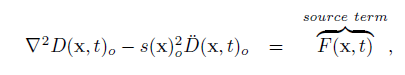 source term
∇²D(x,t)ₒ − s(x)ₒ²D̈(x,t)ₒ = F(x,t) ,